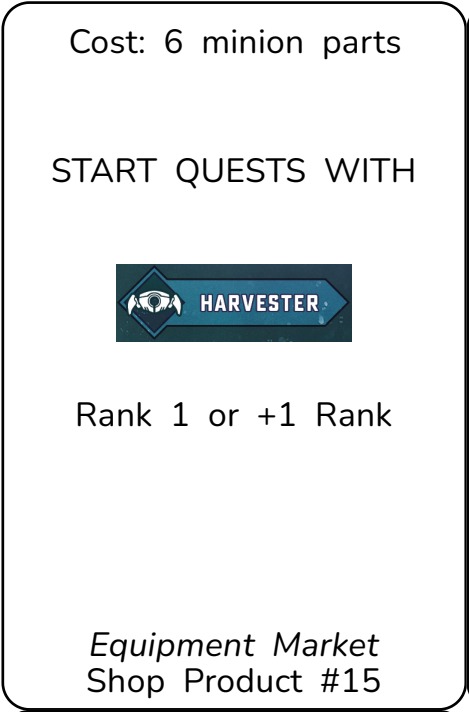 Cost: 6 minion parts
START QUESTS WITH
HARVESTER
Rank 1 or +1 Rank
Equipment Market
Shop Product #15